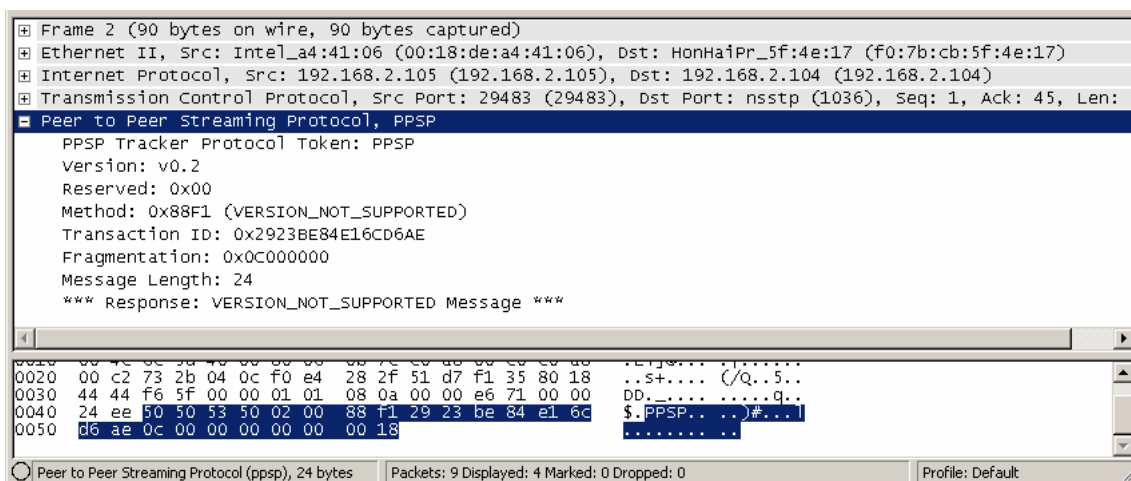 Frame 2 (90 bytes on wire, 90 bytes captured)
Ethernet II, Src: Intel_a4:41:06 (00:18:de:a4:41:06), Dst: HonHaiPr_5f:4e:17 (f0:7b:cb:5f:4e:17)
Internet Protocol, Src: 192.168.2.105 (192.168.2.105), Dst: 192.168.2.104 (192.168.2.104)
Transmission Control Protocol, Src Port: 29483 (29483), Dst Port: nsstp (1036), Seq: 1, Ack: 45, Len:
Peer to Peer Streaming Protocol, PPSP
PPSP Tracker Protocol Token: PPSP
Version: v0.2
Reserved: 0x00
Method: 0x88F1 (VERSION_NOT_SUPPORTED)
Transaction ID: 0x2923BE84E16CD6AE
Fragmentation: 0x0C000000
Message Length: 24
*** Response: VERSION_NOT_SUPPORTED Message ***
0020 00 c2 73 2b 04 0c f0 e4 28 2f 51 d7 f1 35 80 18 ..s+.... (/Q..5..
0030 44 44 f6 5f 00 00 01 01 08 0a 00 00 e6 71 00 00 DD._.... .....q..
0040 24 ee 50 50 53 50 02 00 88 f1 29 23 be 84 e1 6c $.PPSP.. ..)#...l
0050 d6 ae 0c 00 00 00 00 00 00 18 ........ ..
Peer to Peer Streaming Protocol (ppsp), 24 bytes Packets: 9 Displayed: 4 Marked: 0 Dropped: 0 Profile: Default